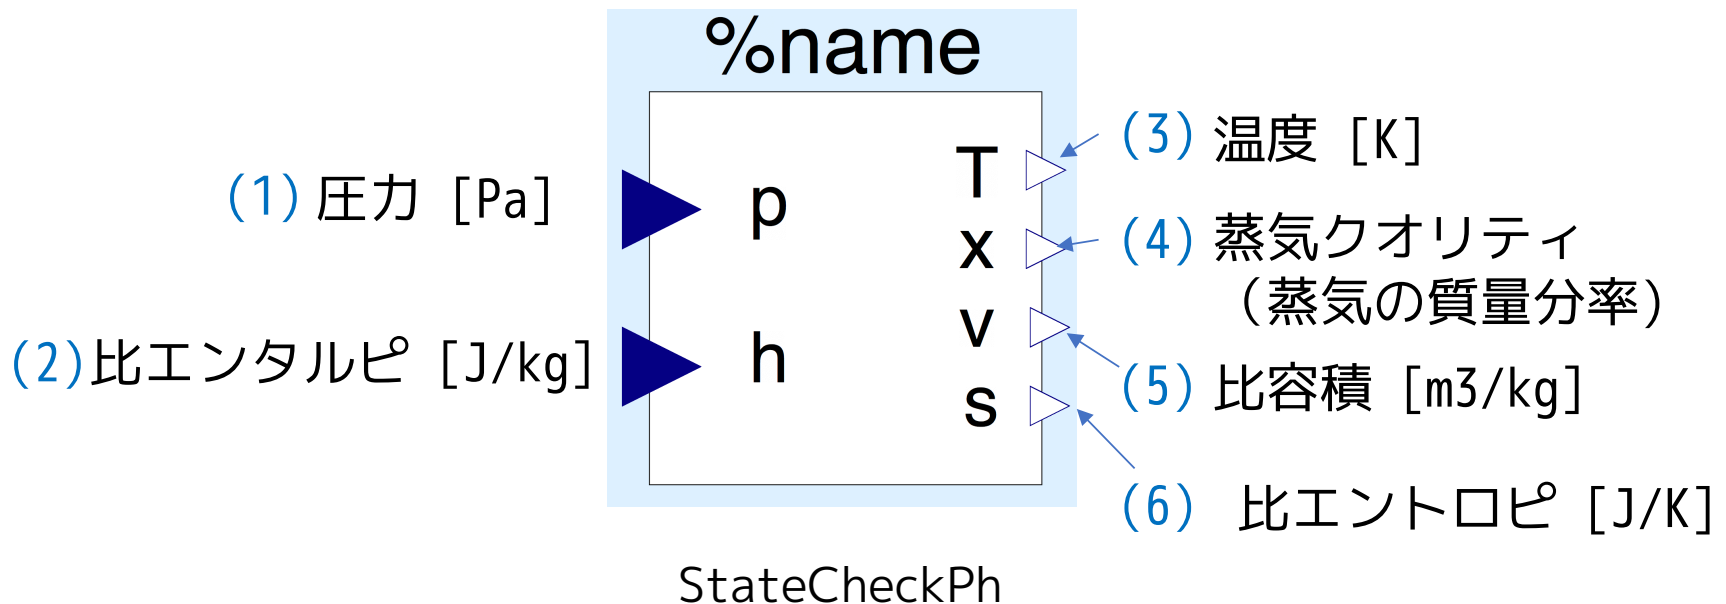 %name
(1) 圧力 [Pa]
(2) 比エンタルピ [J/kg]
p
h
T
x
v
s
(3) 温度 [K]
(4) 蒸気クオリティ
（蒸気の質量分率）
(5) 比容積 [m3/kg]
(6) 比エントロピ [J/K]
StateCheckPh